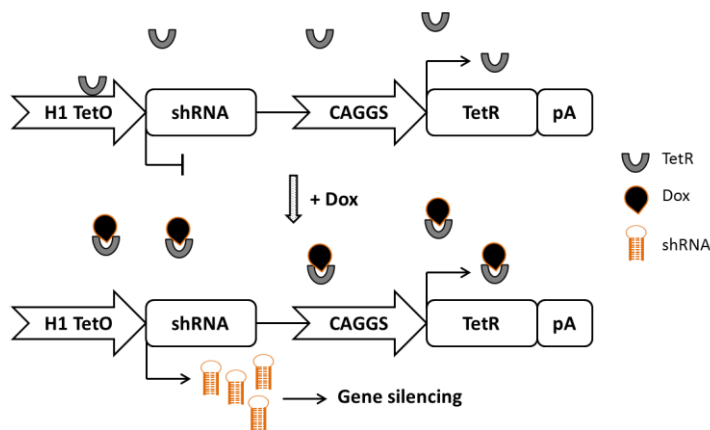 H1 TetO shRNA CAGGS TetR pA
TetR
+ Dox
Dox
shRNA
H1 TetO shRNA CAGGS TetR pA
Gene silencing